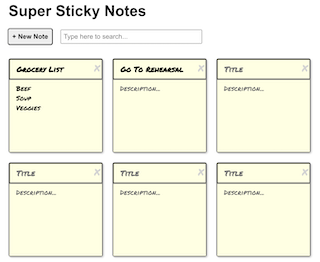 Super Sticky Notes
+ New Note
Type here to search...
Grocery List x
Beef
Soup
Veggies
Go To Rehearsal x
Description...
Title x
Description...
Title x
Description...
Title x
Description...
Title x
Description...